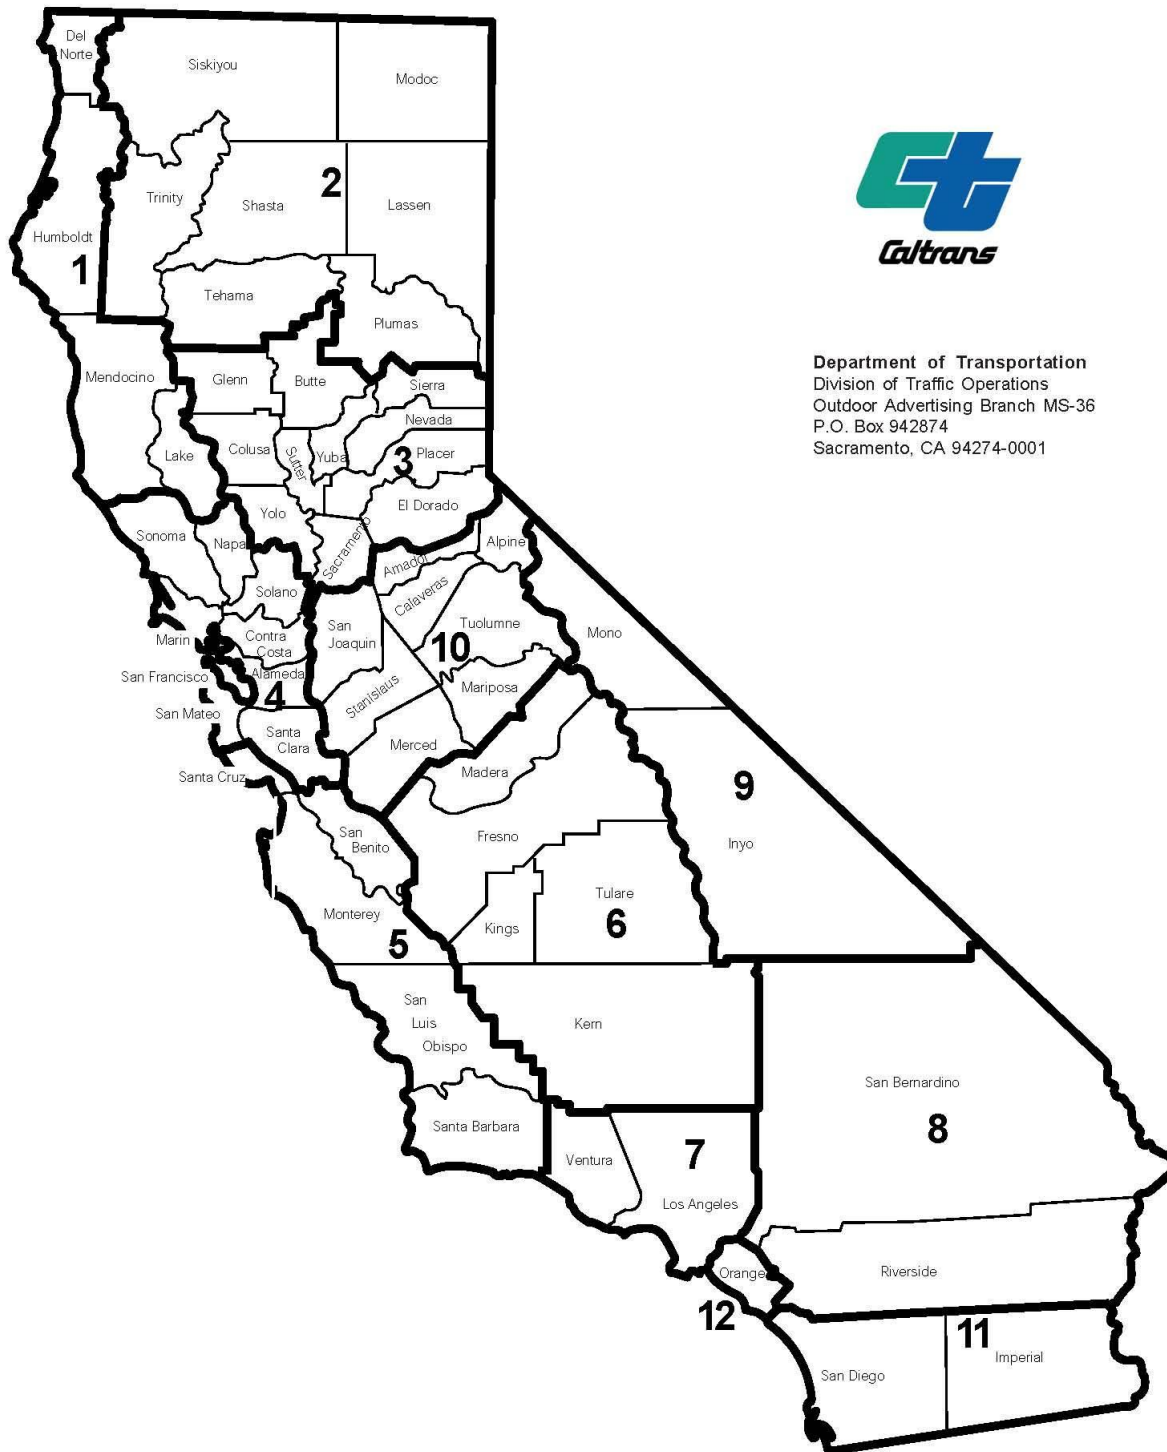 Del
Norte
Siskiyou
Modoc
Trinity
Shasta
2
Lassen
Humboldt
1
Tehama
Plumas
Mendocino
Glenn
Butte
Sierra
Nevada
Lake
Colusa
Sutter
Yuba
3
Placer
El Dorado
Yolo
Sacramento
Sonoma
Napa
Amador
Alpine
Solano
Calaveras
Marin
Contra
Costa
San
Joaquin
Tuolumne
Mono
10
San Francisco
Alameda
4
Stanislaus
Mariposa
San Mateo
Santa
Clara
Merced
Santa Cruz
Madera
9
San
Benito
Fresno
Inyo
Monterey
5
Kings
Tulare
6
San
Luis
Obispo
Kern
San Bernardino
8
Santa Barbara
Ventura
7
Los Angeles
Orange
12
Riverside
San Diego
11
Imperial
Caltrans
Department of Transportation
Division of Traffic Operations
Outdoor Advertising Branch MS-36
P.O. Box 942874
Sacramento, CA 94274-0001